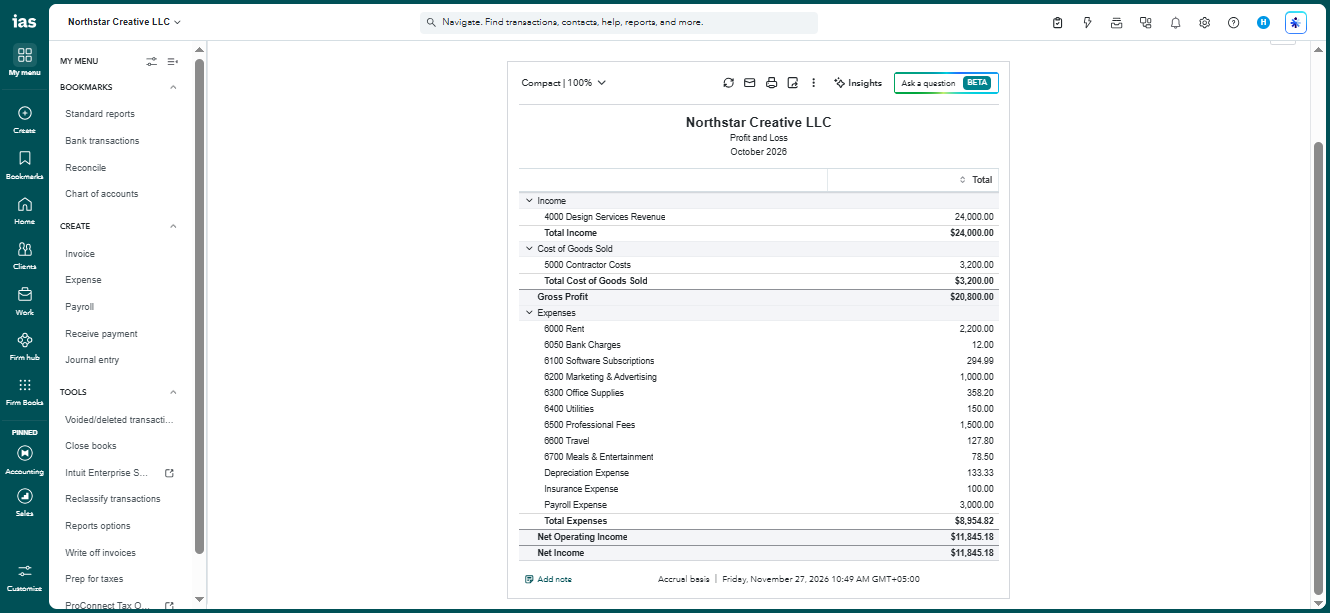 ias
Northstar Creative LLC
Navigate. Find transactions, contacts, help, reports, and more.
H
My menu
Create
Bookmarks
Home
Clients
Work
Firm hub
Firm Books
PINNED
Accounting
Sales
Customize
MY MENU
BOOKMARKS
Standard reports
Bank transactions
Reconcile
Chart of accounts
CREATE
Invoice
Expense
Payroll
Receive payment
Journal entry
TOOLS
Voided/deleted transacti...
Close books
Intuit Enterprise S...
Reclassify transactions
Reports options
Write off invoices
Prep for taxes
ProConnect Tax O...
Compact | 100%
Insights
Ask a question BETA
Northstar Creative LLC
Profit and Loss
October 2026
Total
Income
4000 Design Services Revenue 24,000.00
Total Income $24,000.00
Cost of Goods Sold
5000 Contractor Costs 3,200.00
Total Cost of Goods Sold $3,200.00
Gross Profit $20,800.00
Expenses
6000 Rent 2,200.00
6050 Bank Charges 12.00
6100 Software Subscriptions 294.99
6200 Marketing & Advertising 1,000.00
6300 Office Supplies 358.20
6400 Utilities 150.00
6500 Professional Fees 1,500.00
6600 Travel 127.80
6700 Meals & Entertainment 78.50
Depreciation Expense 133.33
Insurance Expense 100.00
Payroll Expense 3,000.00
Total Expenses $8,954.82
Net Operating Income $11,845.18
Net Income $11,845.18
Add note
Accrual basis | Friday, November 27, 2026 10:49 AM GMT+05:00